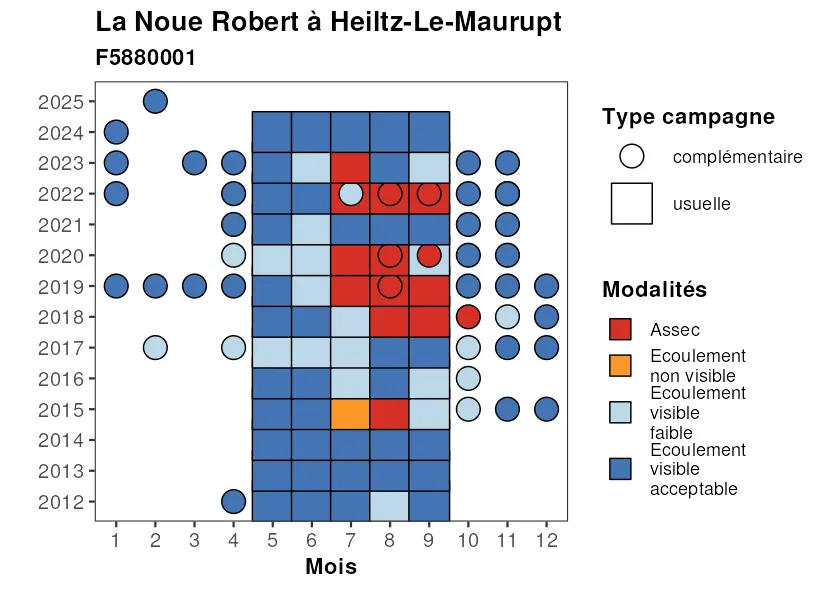 La Noue Robert à Heiltz-Le-Maurupt
F5880001
2025
2024
2023
2022
2021
2020
2019
2018
2017
2016
2015
2014
2013
2012
1 2 3 4 5 6 7 8 9 10 11 12
Mois
Type campagne
complémentaire
usuelle
Modalités
Assec
Ecoulement
non visible
Ecoulement
visible
faible
Ecoulement
visible
acceptable